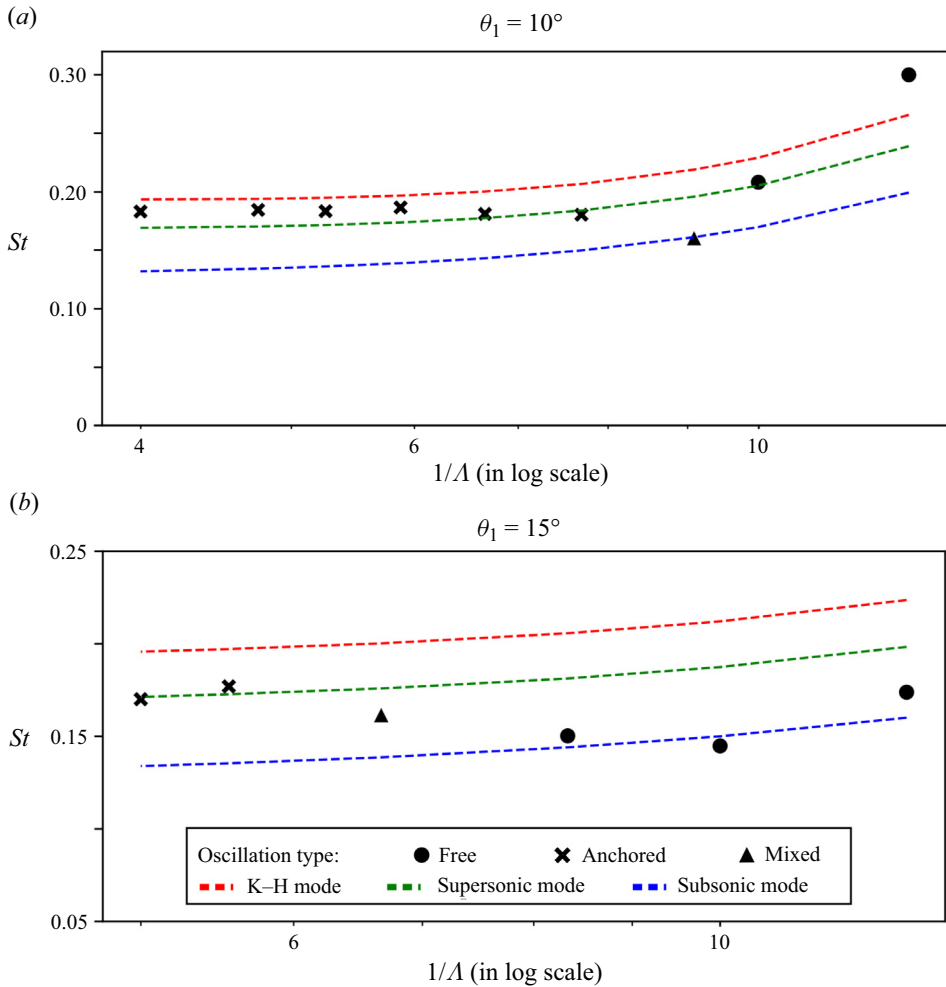 (a)
θ₁ = 10°
0.30
0.20
St
0.10
0
4 6 10
1/Λ (in log scale)
(b)
θ₁ = 15°
0.25
St
0.15
Oscillation type: Free Anchored Mixed
K–H mode Supersonic mode Subsonic mode
0.05
6 10
1/Λ (in log scale)